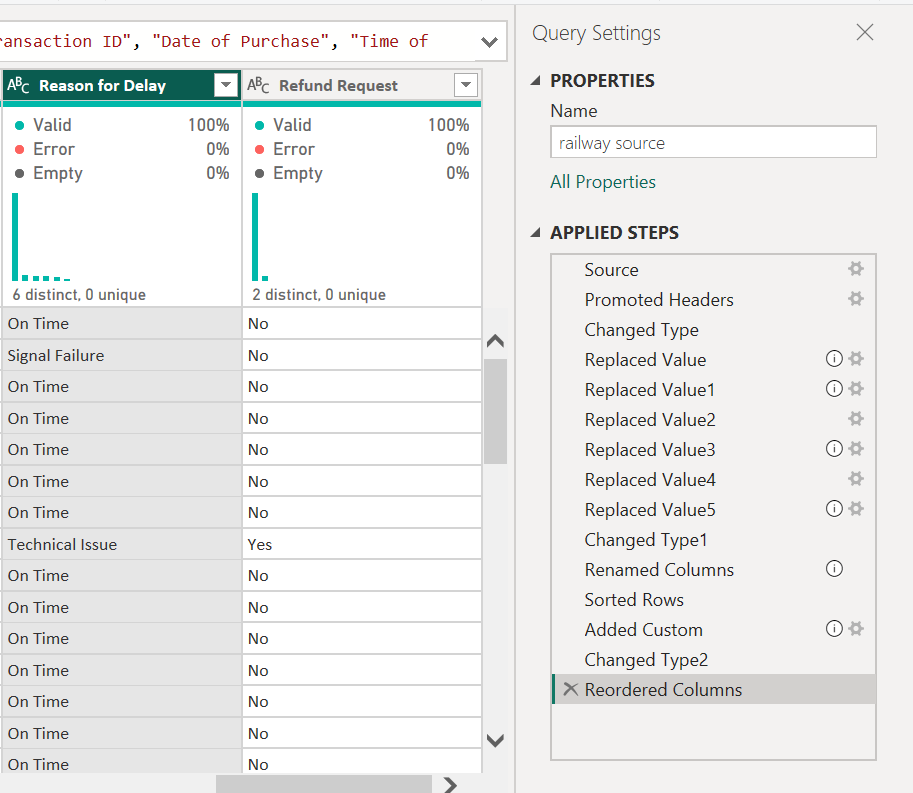 ransaction ID", "Date of Purchase", "Time of
ABC Reason for Delay
ABC Refund Request
Valid 100%
Error 0%
Empty 0%
6 distinct, 0 unique
Valid 100%
Error 0%
Empty 0%
2 distinct, 0 unique
On Time No
Signal Failure No
On Time No
On Time No
On Time No
On Time No
On Time No
Technical Issue Yes
On Time No
On Time No
On Time No
On Time No
On Time No
On Time No
On Time No
Query Settings
PROPERTIES
Name
railway source
All Properties
APPLIED STEPS
Source
Promoted Headers
Changed Type
Replaced Value
Replaced Value1
Replaced Value2
Replaced Value3
Replaced Value4
Replaced Value5
Changed Type1
Renamed Columns
Sorted Rows
Added Custom
Changed Type2
Reordered Columns